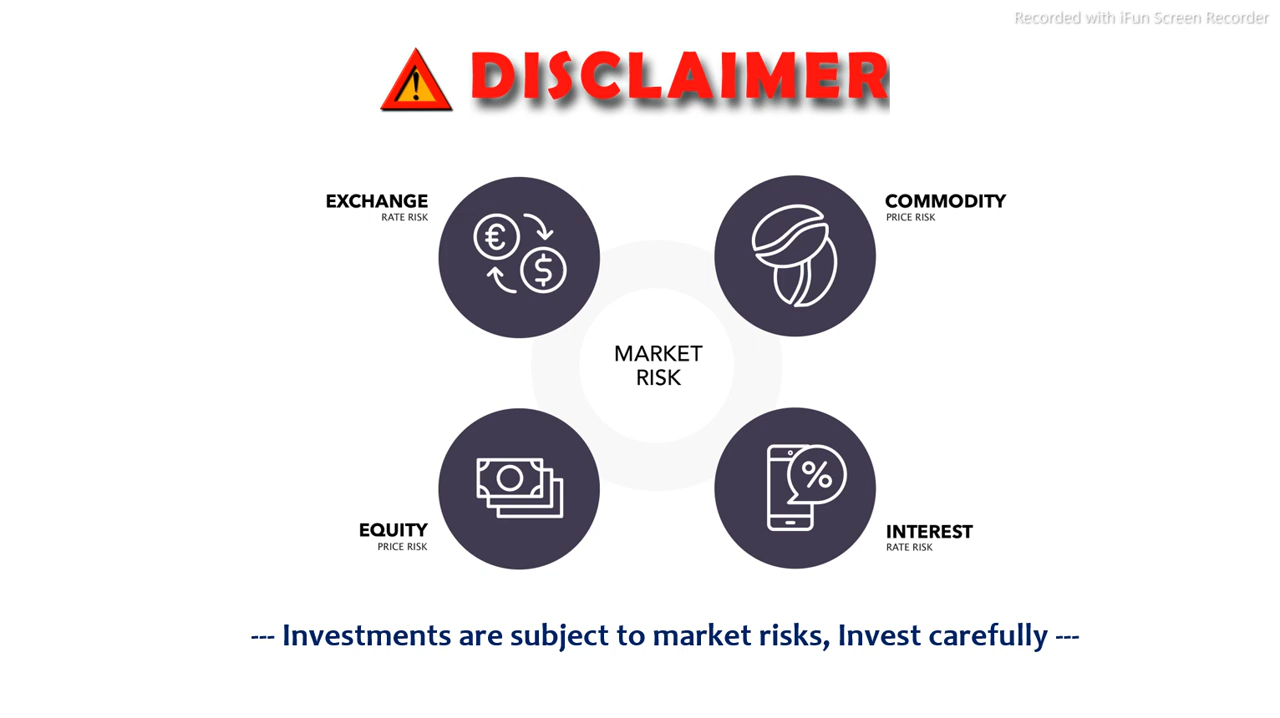 Recorded with iFun Screen Recorder
DISCLAIMER
EXCHANGE
RATE RISK
COMMODITY
PRICE RISK
€
$
MARKET
RISK
%
EQUITY
PRICE RISK
INTEREST
RATE RISK
--- Investments are subject to market risks, Invest carefully ---